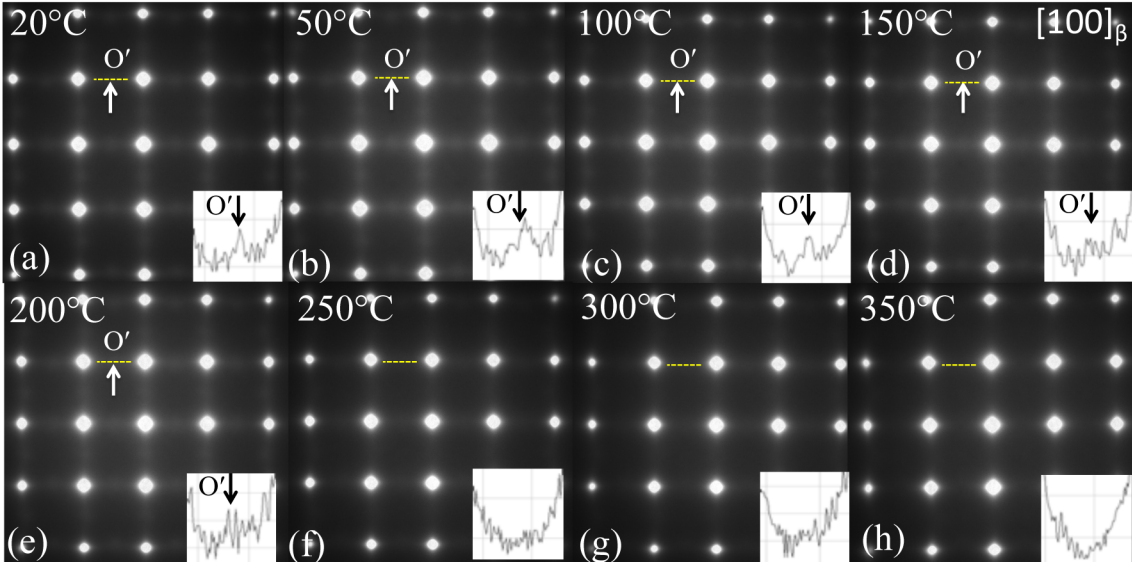 20°C
O′
O′
(a)
50°C
O′
O′
(b)
100°C
O′
O′
(c)
150°C
[100]β
O′
O′
(d)
200°C
O′
O′
(e)
250°C
(f)
300°C
(g)
350°C
(h)